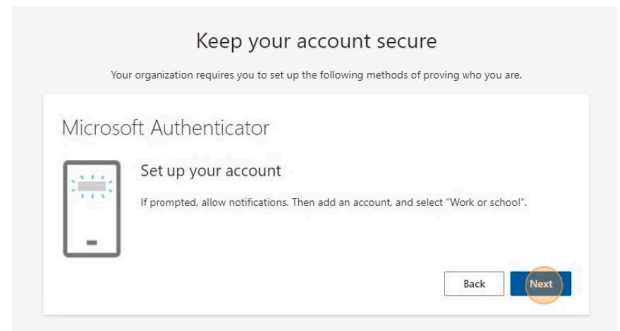 Keep your account secure
Your organization requires you to set up the following methods of proving who you are.
Microsoft Authenticator
Set up your account
If prompted, allow notifications. Then add an account, and select "Work or school".
Back
Next